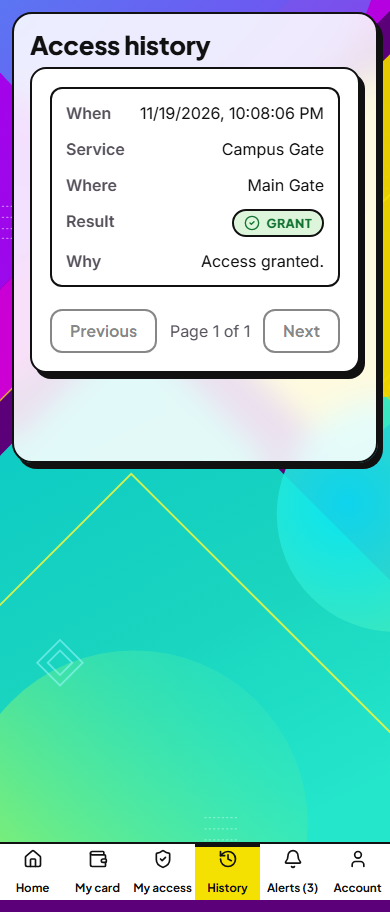 Access history
When 11/19/2026, 10:08:06 PM
Service Campus Gate
Where Main Gate
Result GRANT
Why Access granted.
Previous Page 1 of 1 Next
Home My card My access History Alerts (3) Account